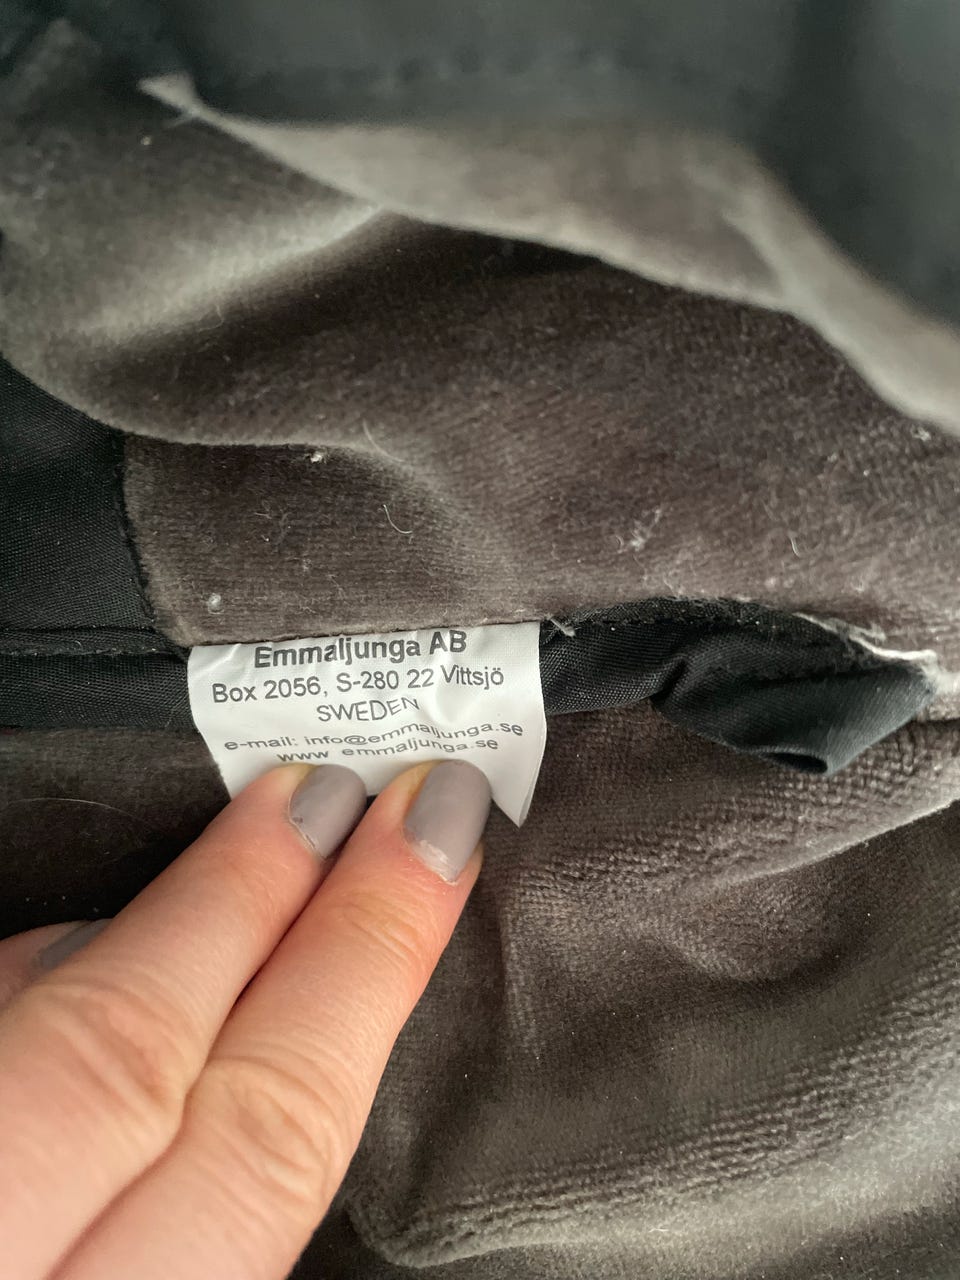 Emmaljunga AB
Box 2056, S-280 22 Vittsjö
SWEDEN
e-mail: info@emmaljunga.se
www emmaljunga.se